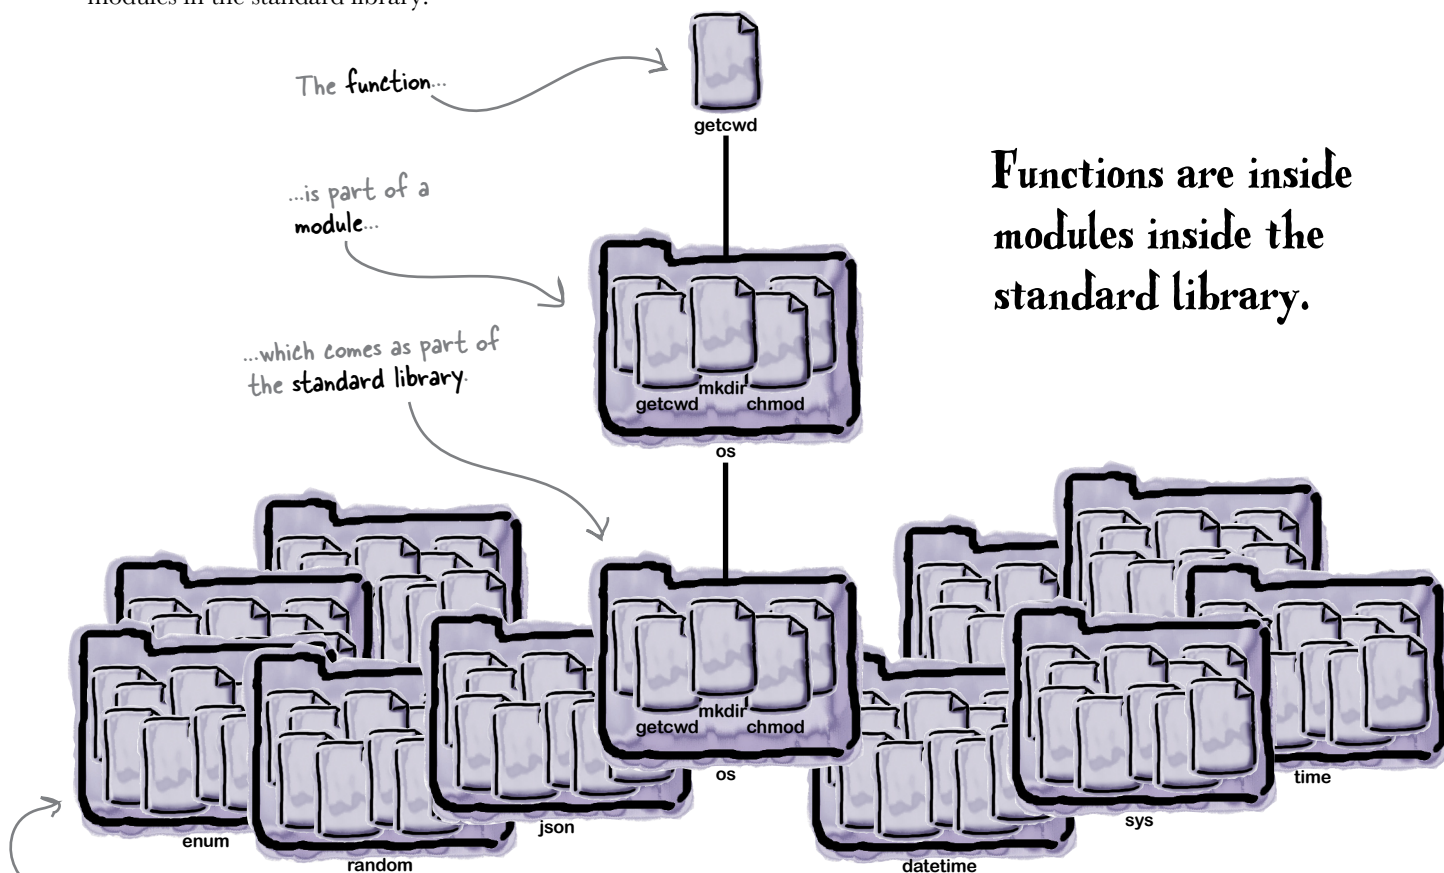 modules in the standard library.
The function...
getcwd
...is part of a
module...
Functions are inside
modules inside the
standard library.
mkdir
getcwd
chmod
os
...which comes as part of
the standard library.
mkdir
getcwd
chmod
os
time
sys
json
enum
random
datetime